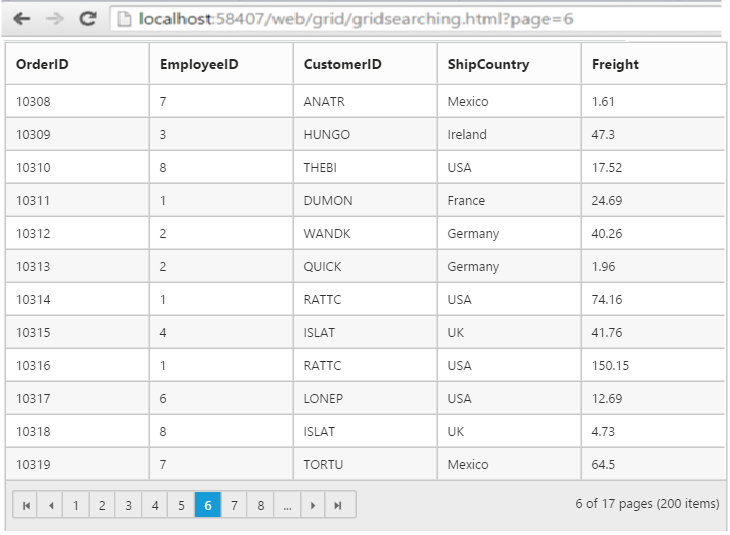 localhost:58407/web/grid/gridsearching.html?page=6
OrderID EmployeeID CustomerID ShipCountry Freight
10308 7 ANATR Mexico 1.61
10309 3 HUNGO Ireland 47.3
10310 8 THEBI USA 17.52
10311 1 DUMON France 24.69
10312 2 WANDK Germany 40.26
10313 2 QUICK Germany 1.96
10314 1 RATTC USA 74.16
10315 4 ISLAT UK 41.76
10316 1 RATTC USA 150.15
10317 6 LONEP USA 12.69
10318 8 ISLAT UK 4.73
10319 7 TORTU Mexico 64.5
1 2 3 4 5 6 7 8 ... 6 of 17 pages (200 items)